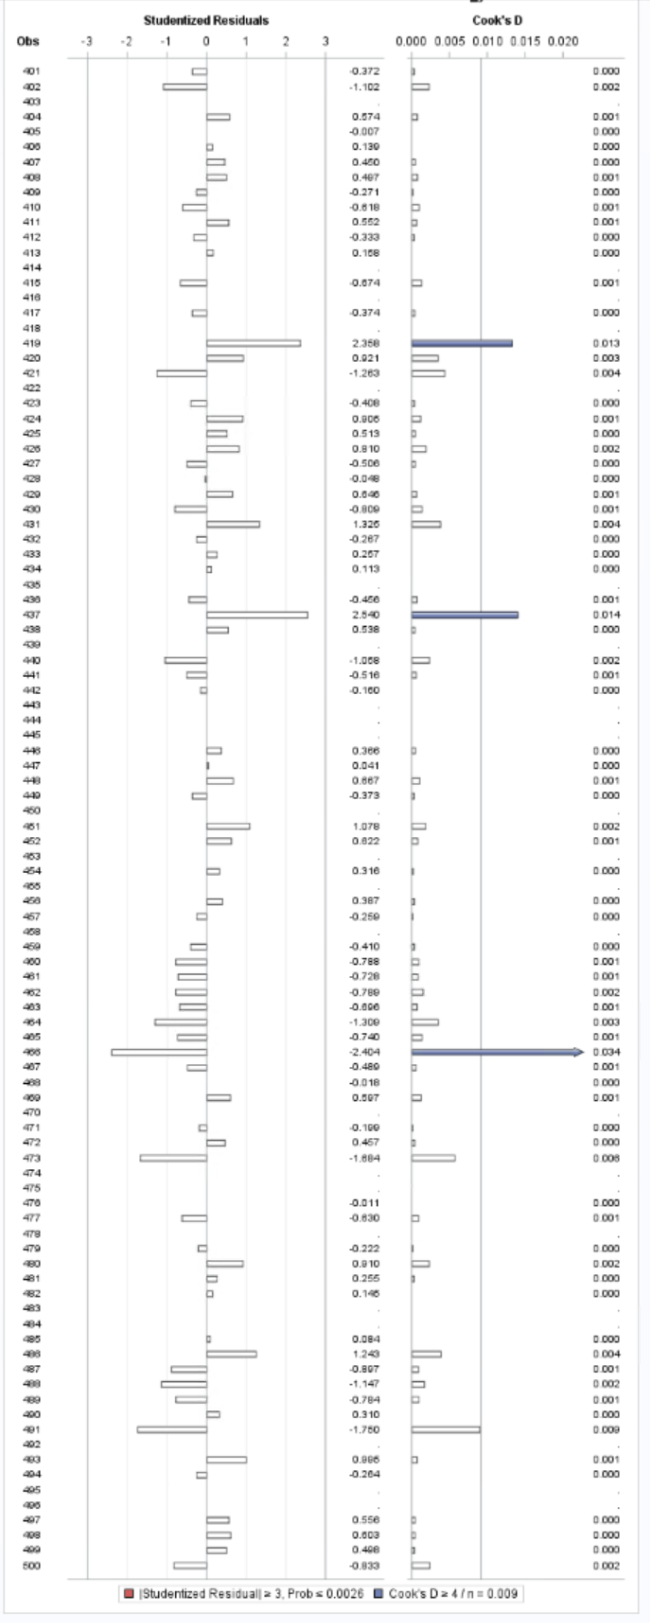 Studentized Residuals Cook's D
Obs -3 -2 -1 0 1 2 3 0.000 0.005 0.010 0.015 0.020
401 -0.372 0.000
402 -1.102 0.002
403 . .
404 0.574 0.001
405 -0.007 0.000
406 0.139 0.000
407 0.450 0.000
408 0.487 0.001
409 -0.271 0.000
410 -0.618 0.001
411 0.552 0.001
412 -0.333 0.000
413 0.158 0.000
414 . .
415 -0.674 0.001
416 . .
417 -0.374 0.000
418 . .
419 2.358 0.013
420 0.921 0.003
421 -1.263 0.004
422 . .
423 -0.408 0.000
424 0.905 0.001
425 0.513 0.000
426 0.810 0.002
427 -0.506 0.000
428 -0.048 0.000
429 0.646 0.001
430 -0.809 0.001
431 1.325 0.004
432 -0.267 0.000
433 0.257 0.000
434 0.113 0.000
435 . .
436 -0.456 0.001
437 2.540 0.014
438 0.538 0.000
439 . .
440 -1.058 0.002
441 -0.516 0.001
442 -0.160 0.000
443 . .
444 . .
445 . .
446 0.366 0.000
447 0.041 0.000
448 0.667 0.001
449 -0.373 0.000
450 . .
451 1.078 0.002
452 0.622 0.001
453 . .
454 0.316 0.000
455 . .
456 0.387 0.000
457 -0.259 0.000
458 . .
459 -0.410 0.000
460 -0.788 0.001
461 -0.728 0.001
462 -0.789 0.002
463 -0.696 0.001
464 -1.309 0.003
465 -0.740 0.001
466 -2.404 0.034
467 -0.489 0.001
468 -0.018 0.000
469 0.597 0.001
470 . .
471 -0.199 0.000
472 0.457 0.000
473 -1.684 0.006
474 . .
475 . .
476 -0.011 0.000
477 -0.630 0.001
478 . .
479 -0.222 0.000
480 0.910 0.002
481 0.255 0.000
482 0.146 0.000
483 . .
484 . .
485 0.084 0.000
486 1.243 0.004
487 -0.897 0.001
488 -1.147 0.002
489 -0.784 0.001
490 0.310 0.000
491 -1.750 0.009
492 . .
493 0.995 0.001
494 -0.264 0.000
495 . .
496 . .
497 0.556 0.000
498 0.603 0.000
499 0.498 0.000
500 -0.833 0.002
|Studentized Residual| ≥ 3, Prob ≤ 0.0026 Cook's D ≥ 4 / n = 0.009